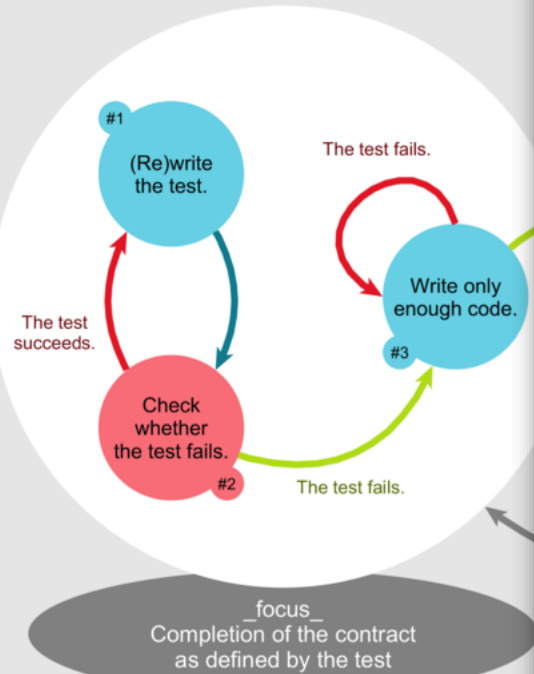 #1
(Re)write
the test.
The test fails.
Write only
enough code.
#3
The test
succeeds.
Check
whether
the test fails.
#2
The test fails.
_focus_
Completion of the contract
as defined by the test